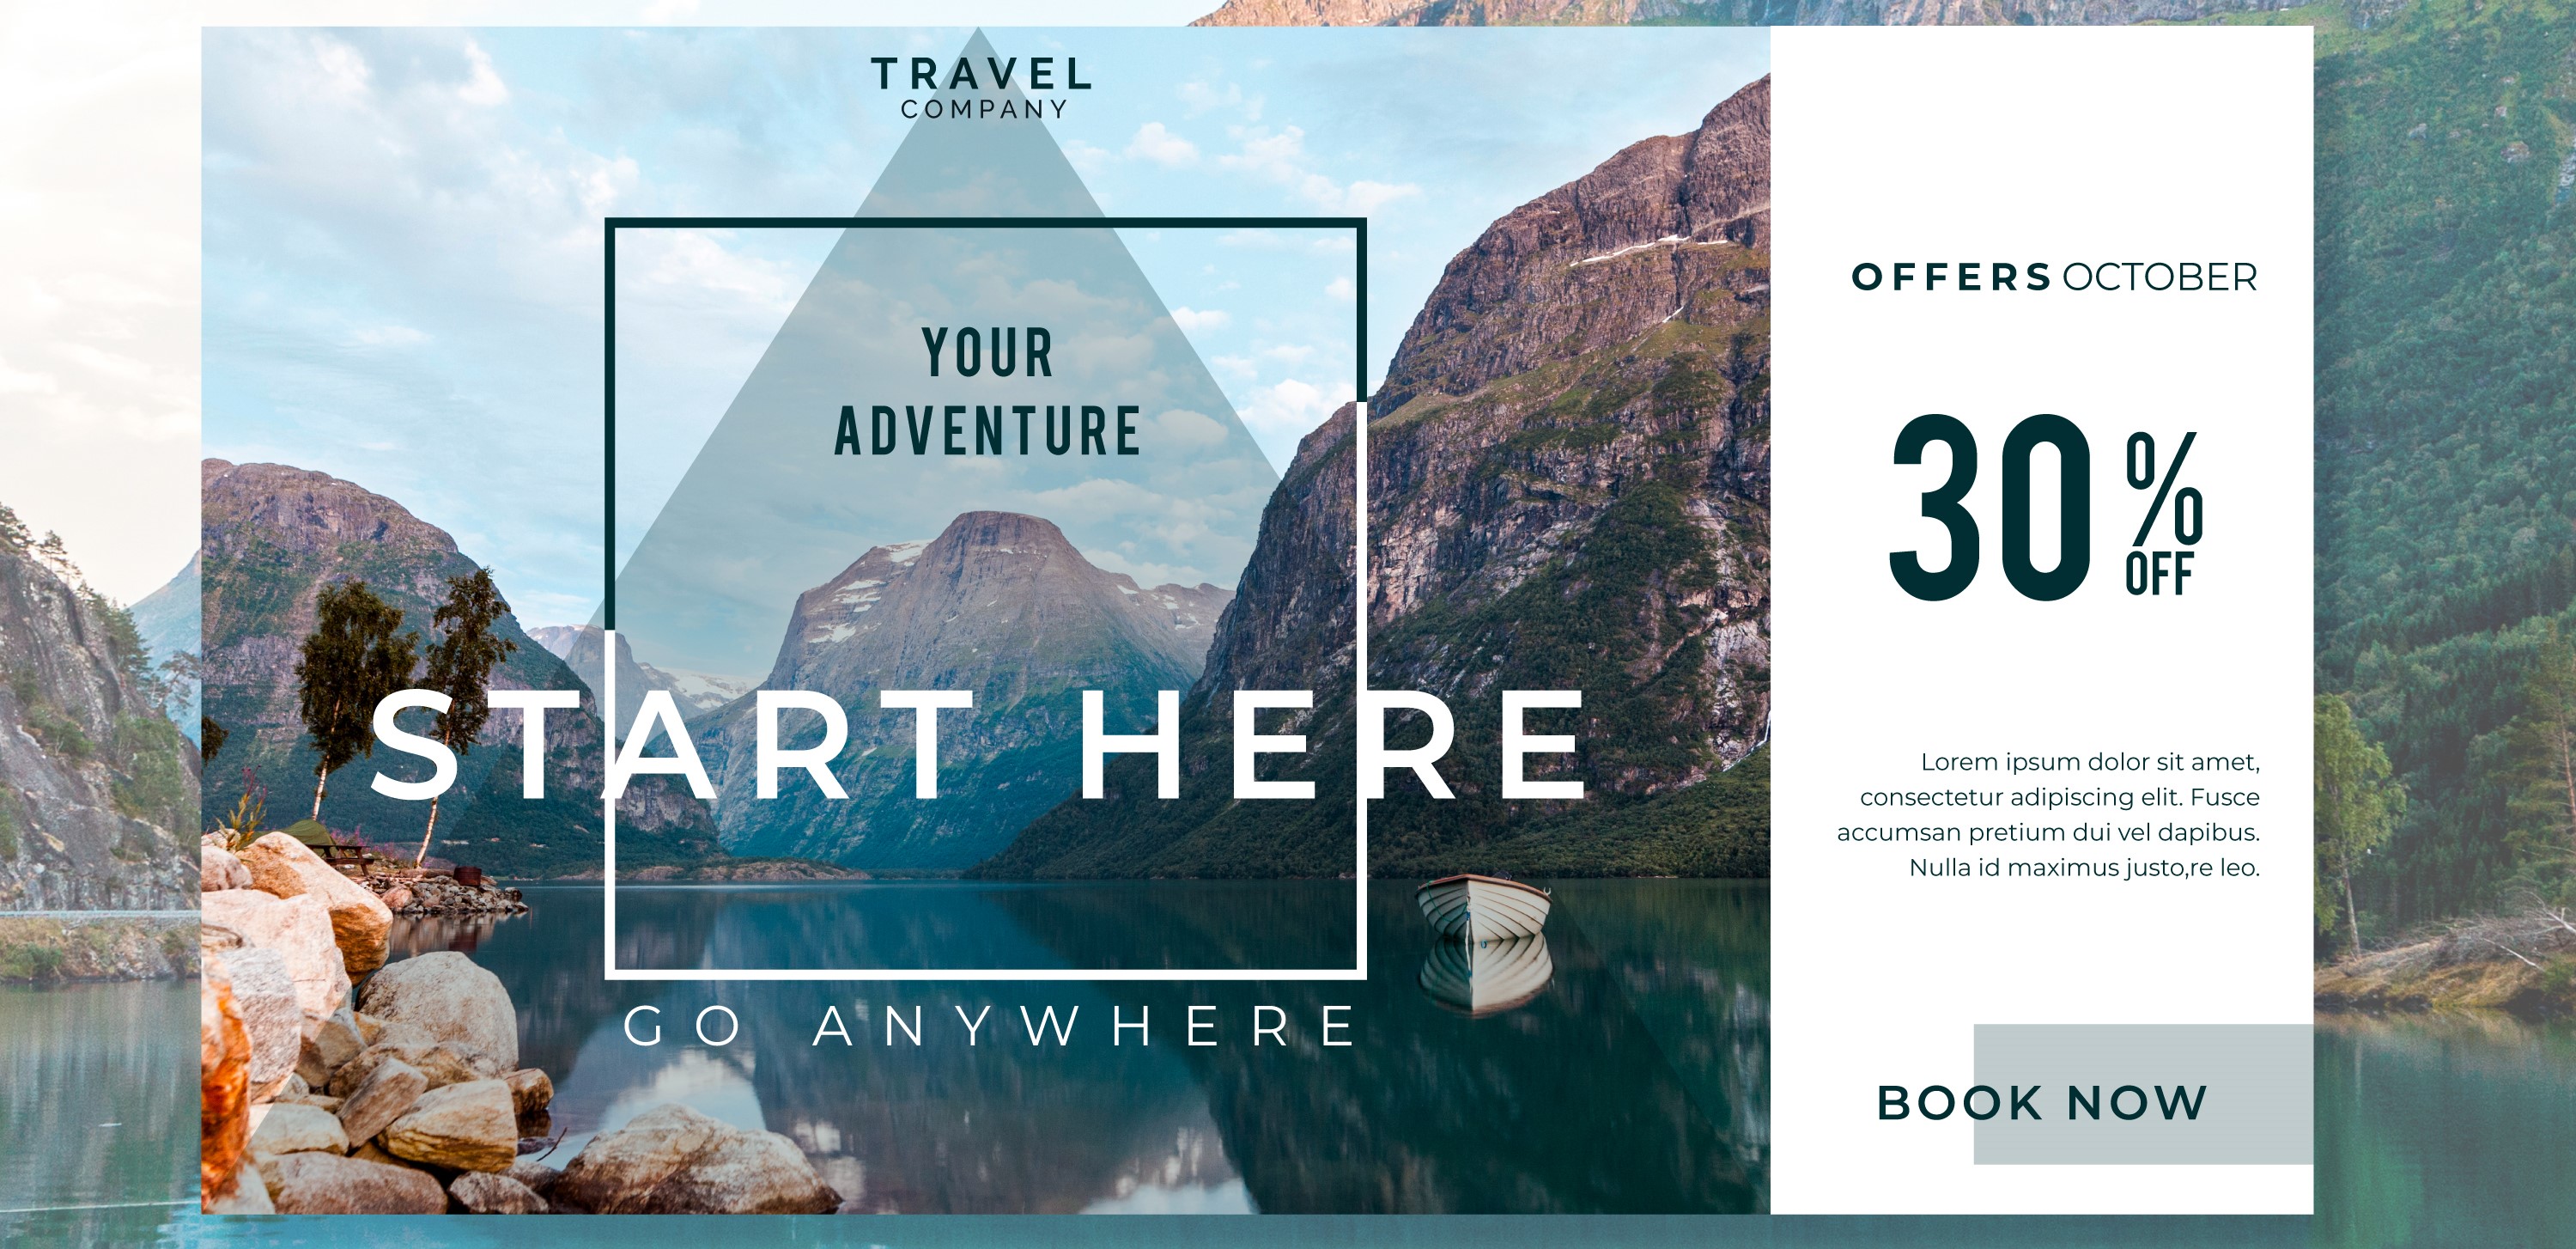 TRAVEL
COMPANY
YOUR
ADVENTURE
START HERE
GO ANYWHERE
OFFERS OCTOBER
30%
OFF
Lorem ipsum dolor sit amet,
consectetur adipiscing elit. Fusce
accumsan pretium dui vel dapibus.
Nulla id maximus justo,re leo.
BOOK NOW